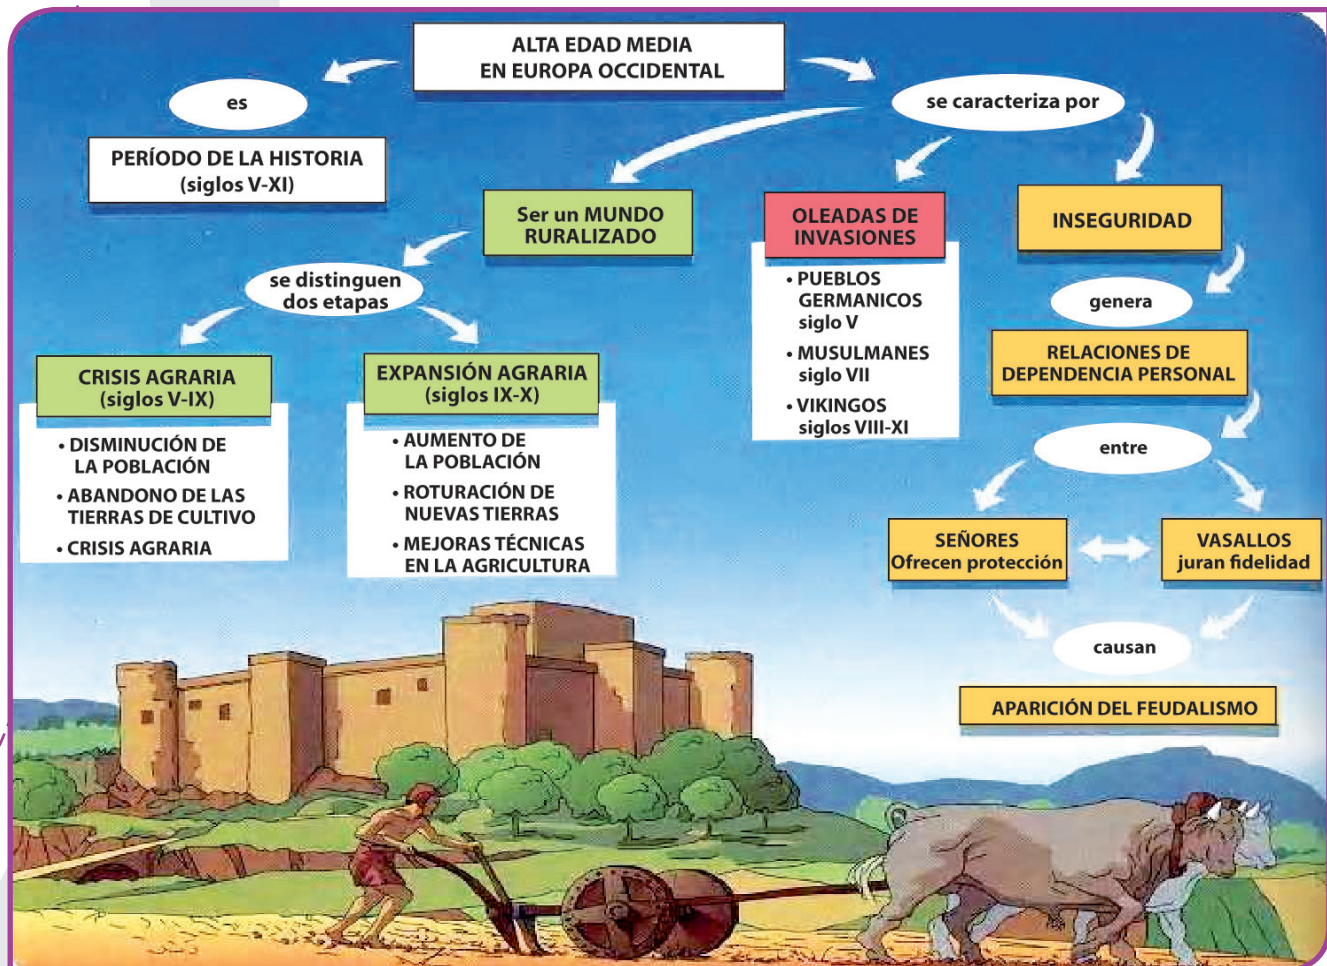 ALTA EDAD MEDIA
EN EUROPA OCCIDENTAL
es
se caracteriza por
PERÍODO DE LA HISTORIA
(siglos V-XI)
Ser un MUNDO
RURALIZADO
OLEADAS DE
INVASIONES
INSEGURIDAD
se distinguen
dos etapas
• PUEBLOS
GERMANICOS
siglo V
• MUSULMANES
siglo VII
• VIKINGOS
siglos VIII-XI
genera
RELACIONES DE
DEPENDENCIA PERSONAL
CRISIS AGRARIA
(siglos V-IX)
• DISMINUCIÓN DE
LA POBLACIÓN
• ABANDONO DE LAS
TIERRAS DE CULTIVO
• CRISIS AGRARIA
EXPANSIÓN AGRARIA
(siglos IX-X)
• AUMENTO DE
LA POBLACIÓN
• ROTURACIÓN DE
NUEVAS TIERRAS
• MEJORAS TÉCNICAS
EN LA AGRICULTURA
entre
SEÑORES
Ofrecen protección
VASALLOS
juran fidelidad
causan
APARICIÓN DEL FEUDALISMO